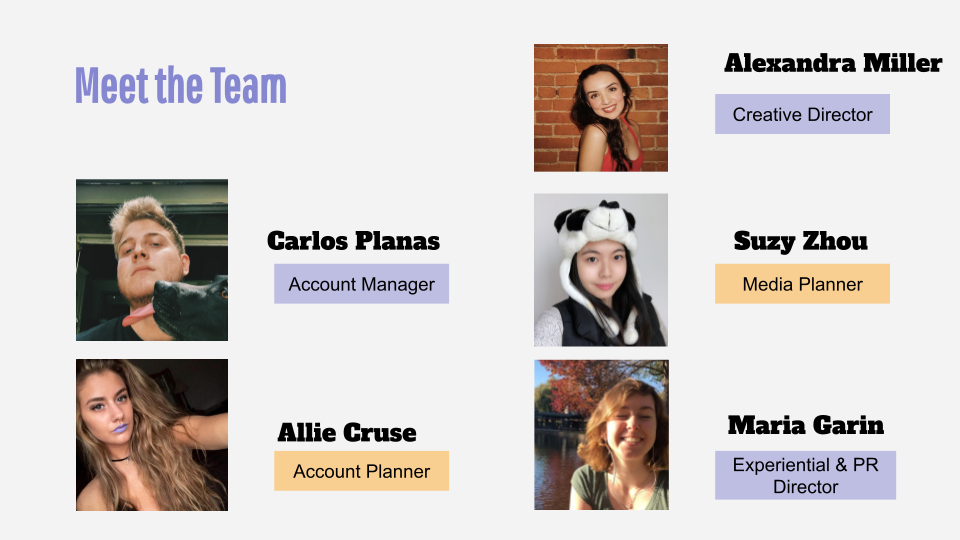 Meet the Team
Carlos Planas
Account Manager
Allie Cruse
Account Planner
Alexandra Miller
Creative Director
Suzy Zhou
Media Planner
Maria Garin
Experiential & PR
Director